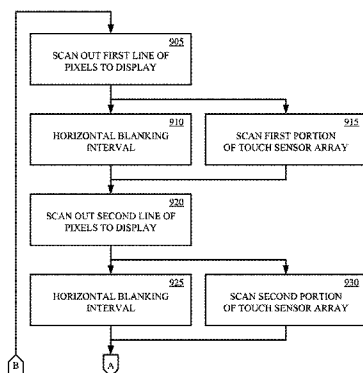 905
SCAN OUT FIRST LINE OF
PIXELS TO DISPLAY
910
HORIZONTAL BLANKING
INTERVAL
915
SCAN FIRST PORTION
OF TOUCH SENSOR ARRAY
920
SCAN OUT SECOND LINE OF
PIXELS TO DISPLAY
925
HORIZONTAL BLANKING
INTERVAL
930
SCAN SECOND PORTION
OF TOUCH SENSOR ARRAY
B
A